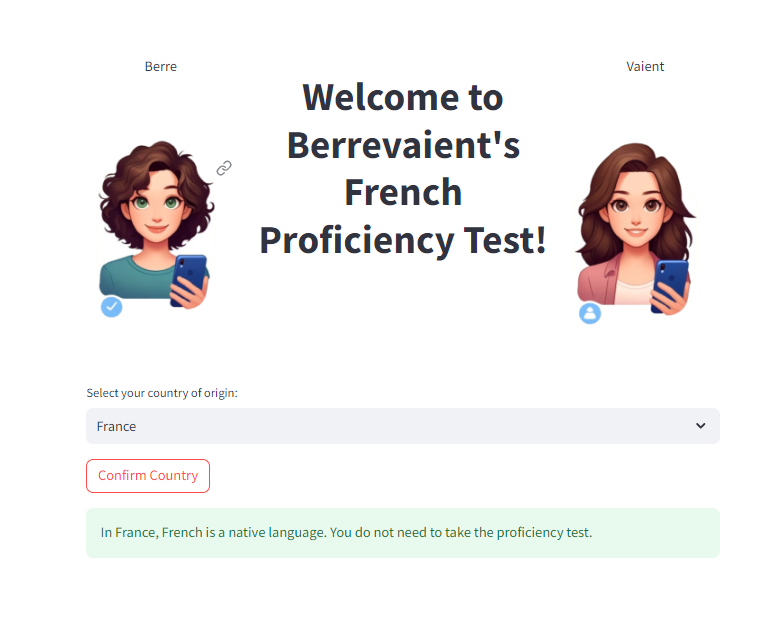 Berre
Vaient
Welcome to
Berrevaient's
French
Proficiency Test!
Select your country of origin:
France
Confirm Country
In France, French is a native language. You do not need to take the proficiency test.